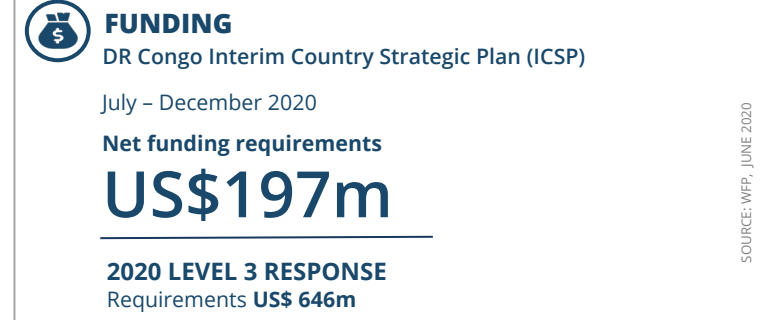 FUNDING
DR Congo Interim Country Strategic Plan (ICSP)
July – December 2020
Net funding requirements
US$197m
2020 LEVEL 3 RESPONSE
Requirements US$ 646m
SOURCE: WFP, JUNE 2020